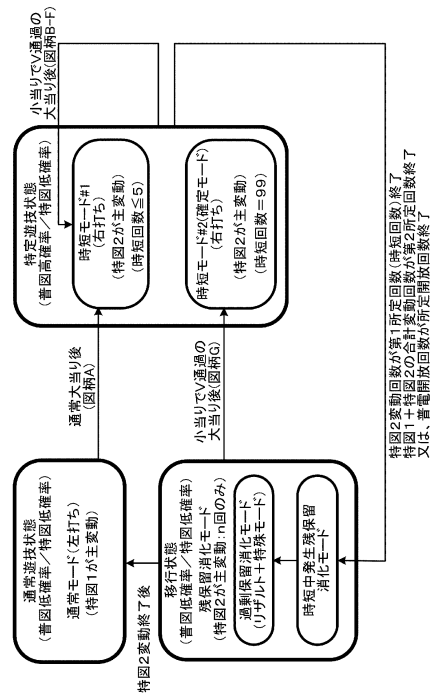 通常遊技状態
(普図低確率/特図低確率)
通常モード(左打ち)
(特図1が主変動)
通常大当り後
(図柄A)
特定遊技状態
(普図高確率/特図低確率)
時短モード#1
(右打ち)
(特図2が主変動)
(時短回数≦5)
小当りでV通過の
大当り後(図柄B-F)
特図2変動終了後
移行状態
(普図低確率/特図低確率)
残保留消化モード
(特図2が主変動:n回のみ)
過剰保留消化モード
(リザルト+特殊モード)
時短中発生残保留
消化モード
小当りでV通過の
大当り後(図柄G)
時短モード#2(確定モード)
(右打ち)
(特図2が主変動)
(時短回数=99)
特図2変動回数が第1所定回数(時短回数)終了
特図1+特図2の合計変動回数が第2所定回数終了
又は、普電開放回数が所定開放回数終了